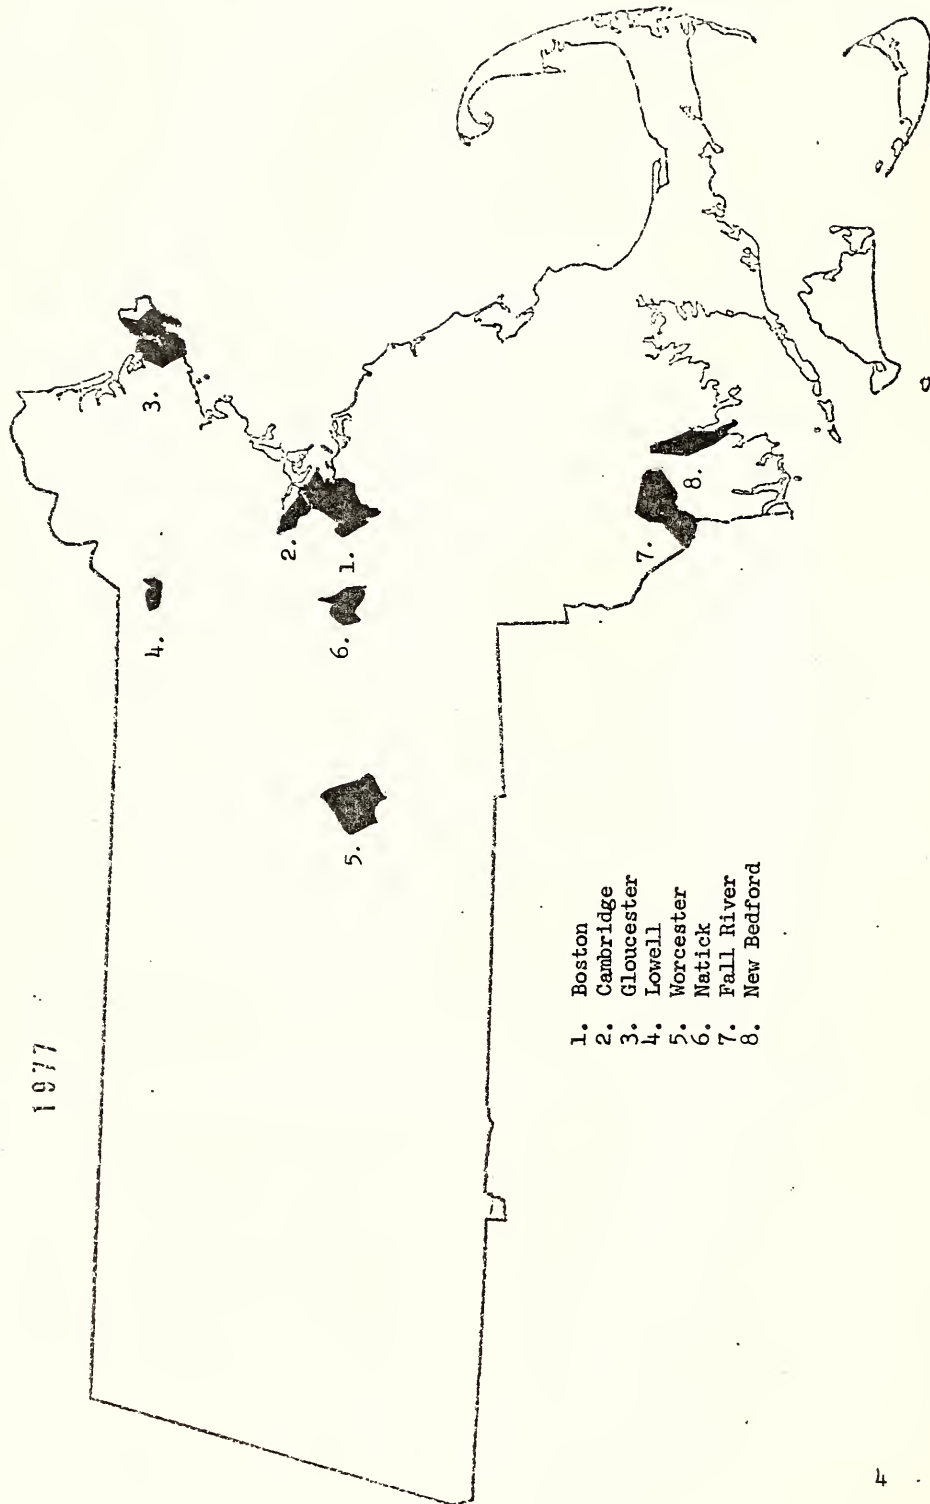 1977
3.
4.
2.
1.
6.
5.
7.
8.
1. Boston
2. Cambridge
3. Gloucester
4. Lowell
5. Worcester
6. Natick
7. Fall River
8. New Bedford
4